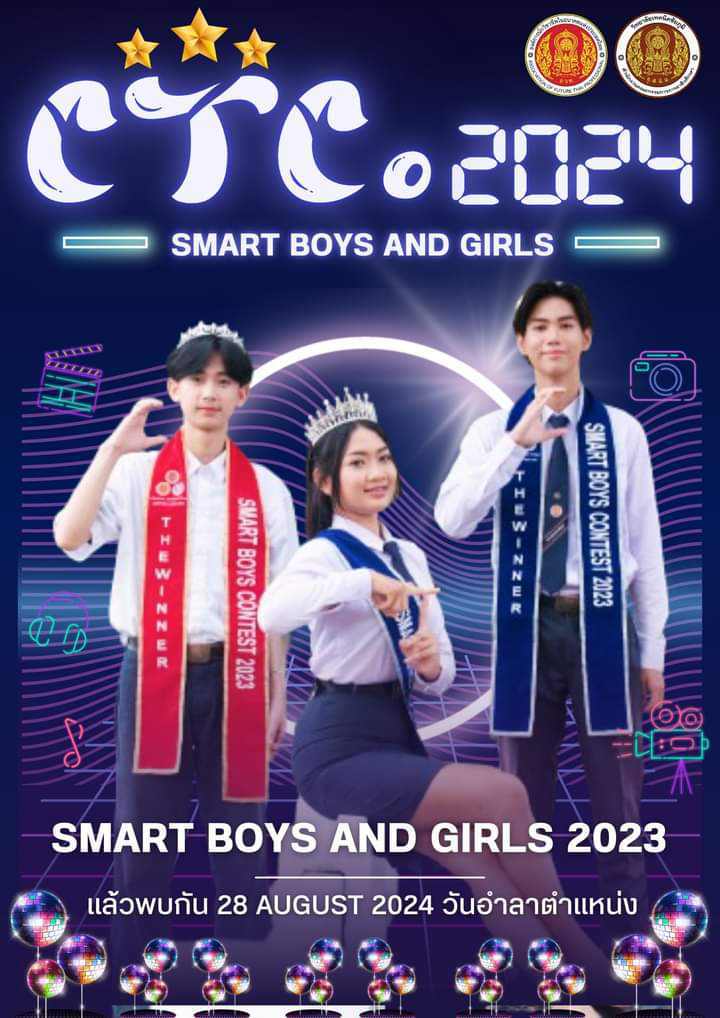 CTC. 2024
SMART BOYS AND GIRLS
THE WINNER
SMART BOYS CONTEST 2023
THE WINNER
SMART BOYS CONTEST 2023
SMART BOYS AND GIRLS 2023
แล้วพบกัน 28 AUGUST 2024 วันอำลาตำแหน่ง